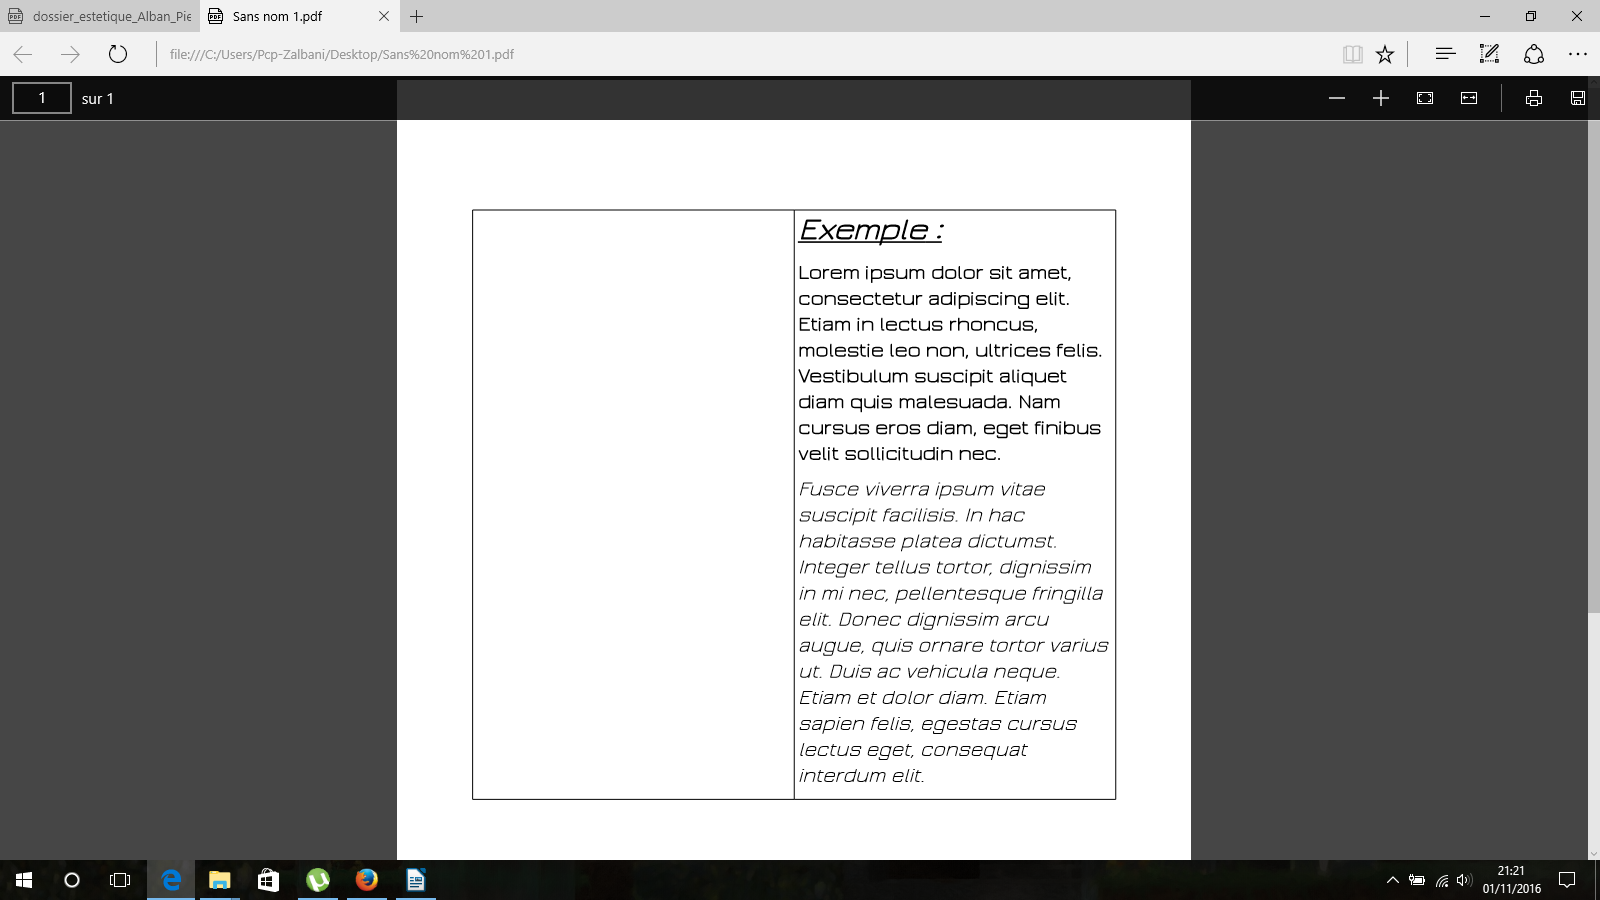 dossier_estetique_Alban_Pie
Sans nom 1.pdf
file:///C:/Users/Pcp-Zalbani/Desktop/Sans%20nom%201.pdf
1 sur 1
Exemple :
Lorem ipsum dolor sit amet,
consectetur adipiscing elit.
Etiam in lectus rhoncus,
molestie leo non, ultrices felis.
Vestibulum suscipit aliquet
diam quis malesuada. Nam
cursus eros diam, eget finibus
velit sollicitudin nec.
Fusce viverra ipsum vitae
suscipit facilisis. In hac
habitasse platea dictumst.
Integer tellus tortor, dignissim
in mi nec, pellentesque fringilla
elit. Donec dignissim arcu
augue, quis ornare tortor varius
ut. Duis ac vehicula neque.
Etiam et dolor diam. Etiam
sapien felis, egestas cursus
lectus eget, consequat
interdum elit.
21:21
01/11/2016